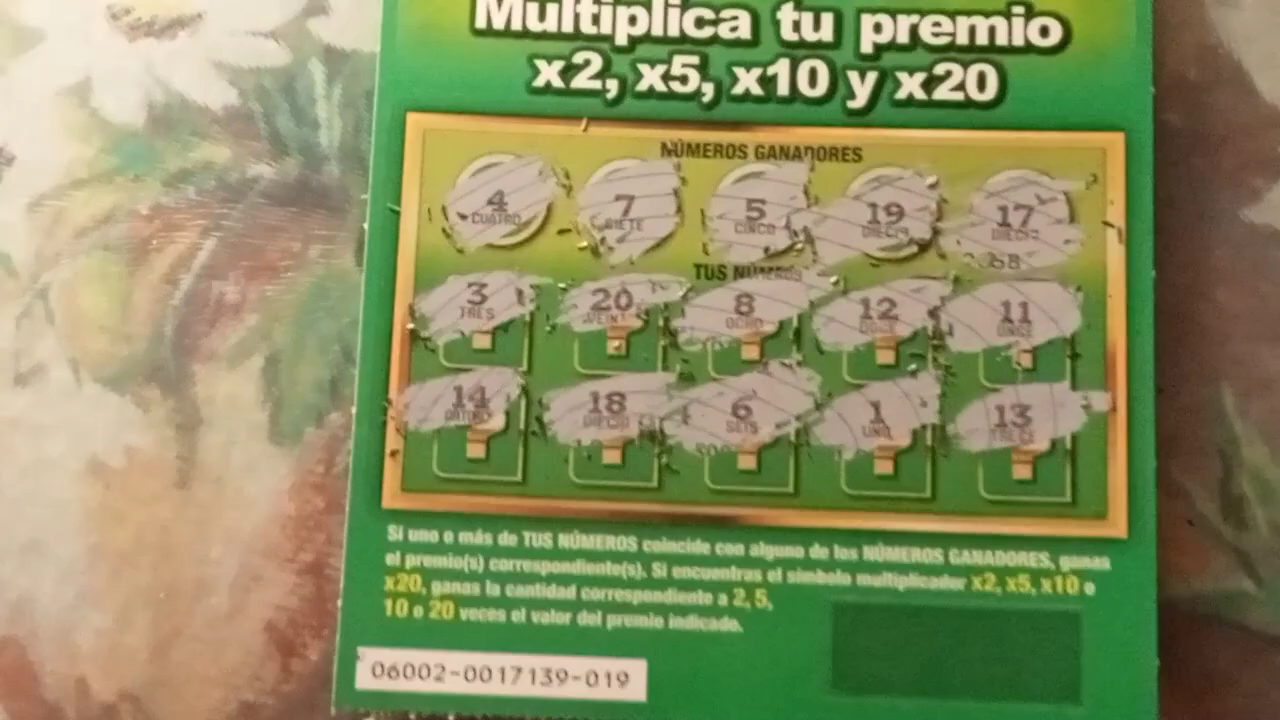 Multiplica tu premio
x2, x5, x10 y x20
NÚMEROS GANADORES
4 7 5 19 17
CUATRO SIETE CINCO
TUS NÚMEROS
3 20 8 12 11
TRES OCHO DOCE ONCE
14 18 6 1 13
SEIS UNO TRECE
Si uno o más de TUS NÚMEROS coincide con alguno de los NÚMEROS GANADORES, ganas
el premio(s) correspondiente(s). Si encuentras el símbolo multiplicador x2, x5, x10 o
x20, ganas la cantidad correspondiente a 2, 5,
10 o 20 veces el valor del premio indicado.
06002-0017139-019